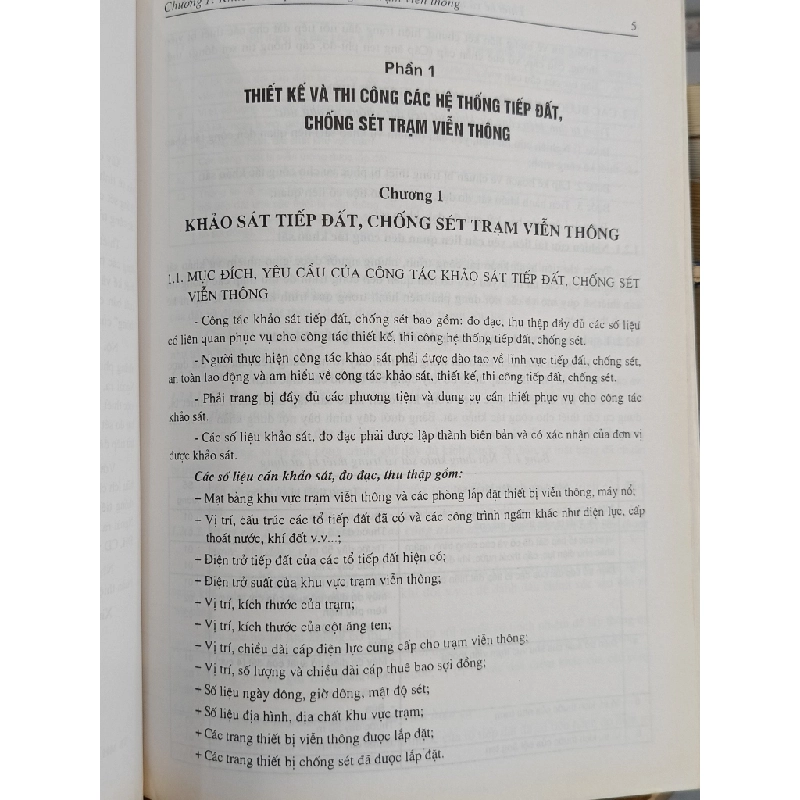 5
Phần 1
THIẾT KẾ VÀ THI CÔNG CÁC HỆ THỐNG TIẾP ĐẤT,
CHỐNG SÉT TRẠM VIỄN THÔNG
Chương 1
KHẢO SÁT TIẾP ĐẤT, CHỐNG SÉT TRẠM VIỄN THÔNG
1.1. MỤC ĐÍCH, YÊU CẦU CỦA CÔNG TÁC KHẢO SÁT TIẾP ĐẤT, CHỐNG SÉT
VIỄN THÔNG
- Công tác khảo sát tiếp đất, chống sét bao gồm: đo đạc, thu thập đầy đủ các số liệu
có liên quan phục vụ cho công tác thiết kế, thi công hệ thống tiếp đất, chống sét.
- Người thực hiện công tác khảo sát phải được đào tạo về lĩnh vực tiếp đất, chống sét,
an toàn lao động và am hiểu về công tác khảo sát, thiết kế, thi công tiếp đất, chống sét.
- Phải trang bị đầy đủ các phương tiện và dụng cụ cần thiết phục vụ cho công tác
khảo sát.
- Các số liệu khảo sát, đo đạc phải được lập thành biên bản và có xác nhận của đơn vị
được khảo sát.
Các số liệu cần khảo sát, đo đạc, thu thập gồm:
- Mặt bằng khu vực trạm viễn thông và các phòng lắp đặt thiết bị viễn thông, máy nổ;
- Vị trí, cấu trúc các tổ tiếp đất đã có và các công trình ngầm khác như điện lực, cấp
thoát nước, khí đốt v.v...;
- Điện trở tiếp đất của các tổ tiếp đất hiện có;
- Điện trở suất của khu vực trạm viễn thông;
- Vị trí, kích thước của trạm;
- Vị trí, kích thước của cột ăng ten;
- Vị trí, chiều dài cáp điện lực cung cấp cho trạm viễn thông;
- Vị trí, số lượng và chiều dài cáp thuê bao sợi đồng;
- Số liệu ngày dông, giờ dông, mật độ sét;
+ Số liệu địa hình, địa chất khu vực trạm;
+ Các trang thiết bị viễn thông được lắp đặt;
+ Các trang thiết bị chống sét đã được lắp đặt.